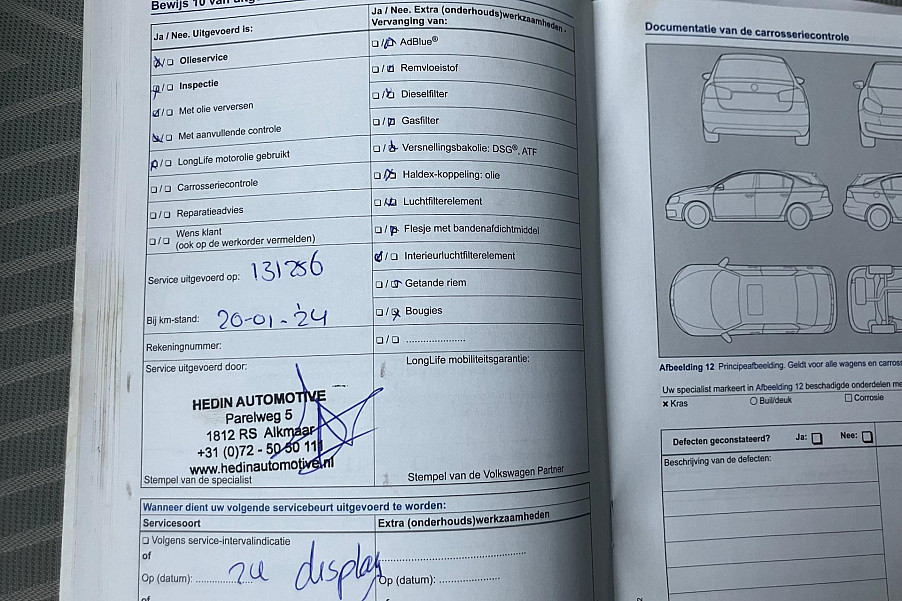 Bewijs 10 van
Ja / Nee. Uitgevoerd is:
☒/☐ Olieservice
☒/☐ Inspectie
☒/☐ Met olie verversen
☒/☐ Met aanvullende controle
☒/☐ LongLife motorolie gebruikt
☐/☐ Carrosseriecontrole
☐/☐ Reparatieadvies
☐/☐ Wens klant
(ook op de werkorder vermelden)
Service uitgevoerd op: 131256
Bij km-stand: 20-01-'24
Rekeningnummer:
Service uitgevoerd door:
HEDIN AUTOMOTIVE
Parelweg 5
1812 RS Alkmaar
+31 (0)72 - 50 50 111
www.hedinautomotive.nl
Stempel van de specialist
Ja / Nee. Extra (onderhouds)werkzaamheden -
Vervanging van:
☐/☒ AdBlue®
☐/☒ Remvloeistof
☐/☒ Dieselfilter
☐/☒ Gasfilter
☐/☒ Versnellingsbakolie: DSG®, ATF
☐/☒ Haldex-koppeling: olie
☐/☒ Luchtfilterelement
☐/☒ Flesje met bandenafdichtmiddel
☒/☐ Interieurluchtfilterelement
☐/☒ Getande riem
☐/☒ Bougies
☐/☐ .....................
LongLife mobiliteitsgarantie:
Stempel van de Volkswagen Partner
Wanneer dient uw volgende servicebeurt uitgevoerd te worden:
Servicesoort
☐ Volgens service-intervalindicatie
of
Op (datum): zie display
of
Extra (onderhouds)werkzaamheden
Op (datum): .....................
Documentatie van de carrosseriecontrole
Afbeelding 12 Principeafbeelding. Geldt voor alle wagens en
Uw specialist markeert in Afbeelding 12 beschadigde onderdelen
× Kras ○ Buil/deuk ☐ Corrosie
Defecten geconstateerd? Ja: ☐ Nee: ☐
Beschrijving van de defecten: